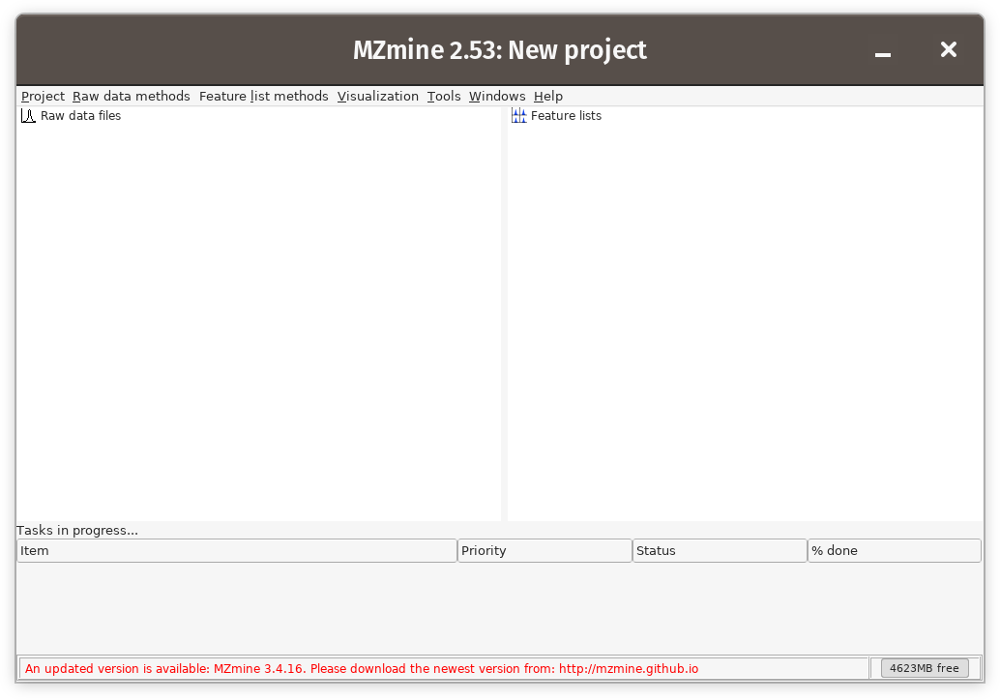 MZmine 2.53: New project
Project Raw data methods Feature list methods Visualization Tools Windows Help
Raw data files
Feature lists
Tasks in progress...
Item Priority Status % done
An updated version is available: MZmine 3.4.16. Please download the newest version from: http://mzmine.github.io
4623MB free